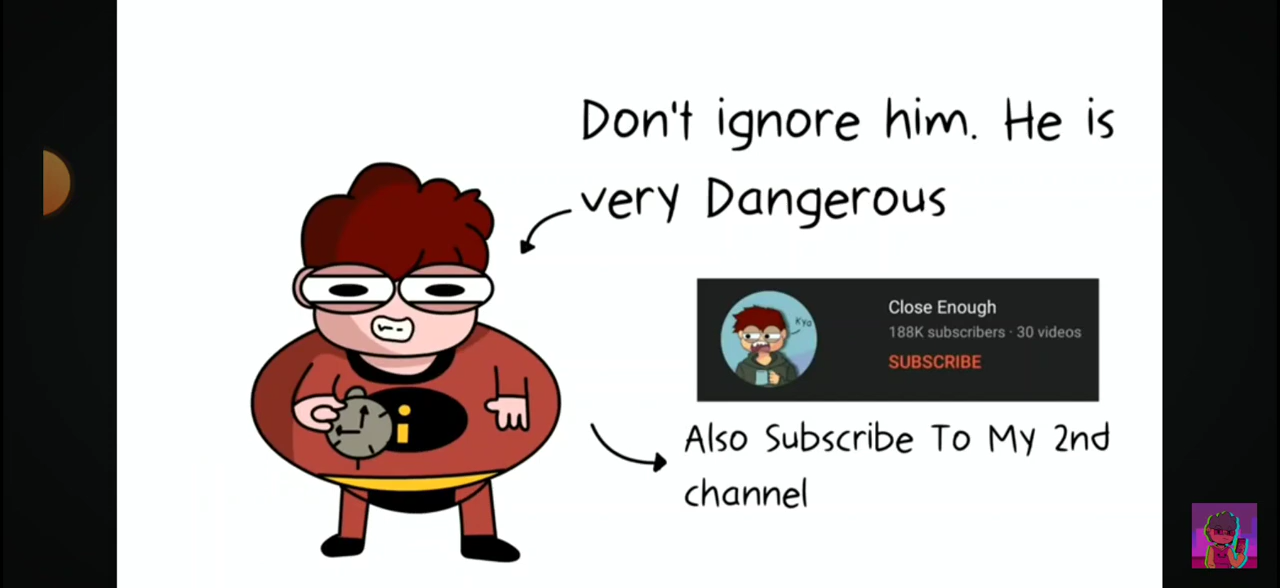 Don't ignore him. He is
very Dangerous
i
Close Enough
KYO
188K subscribers · 30 videos
SUBSCRIBE
Also Subscribe To My 2nd
channel